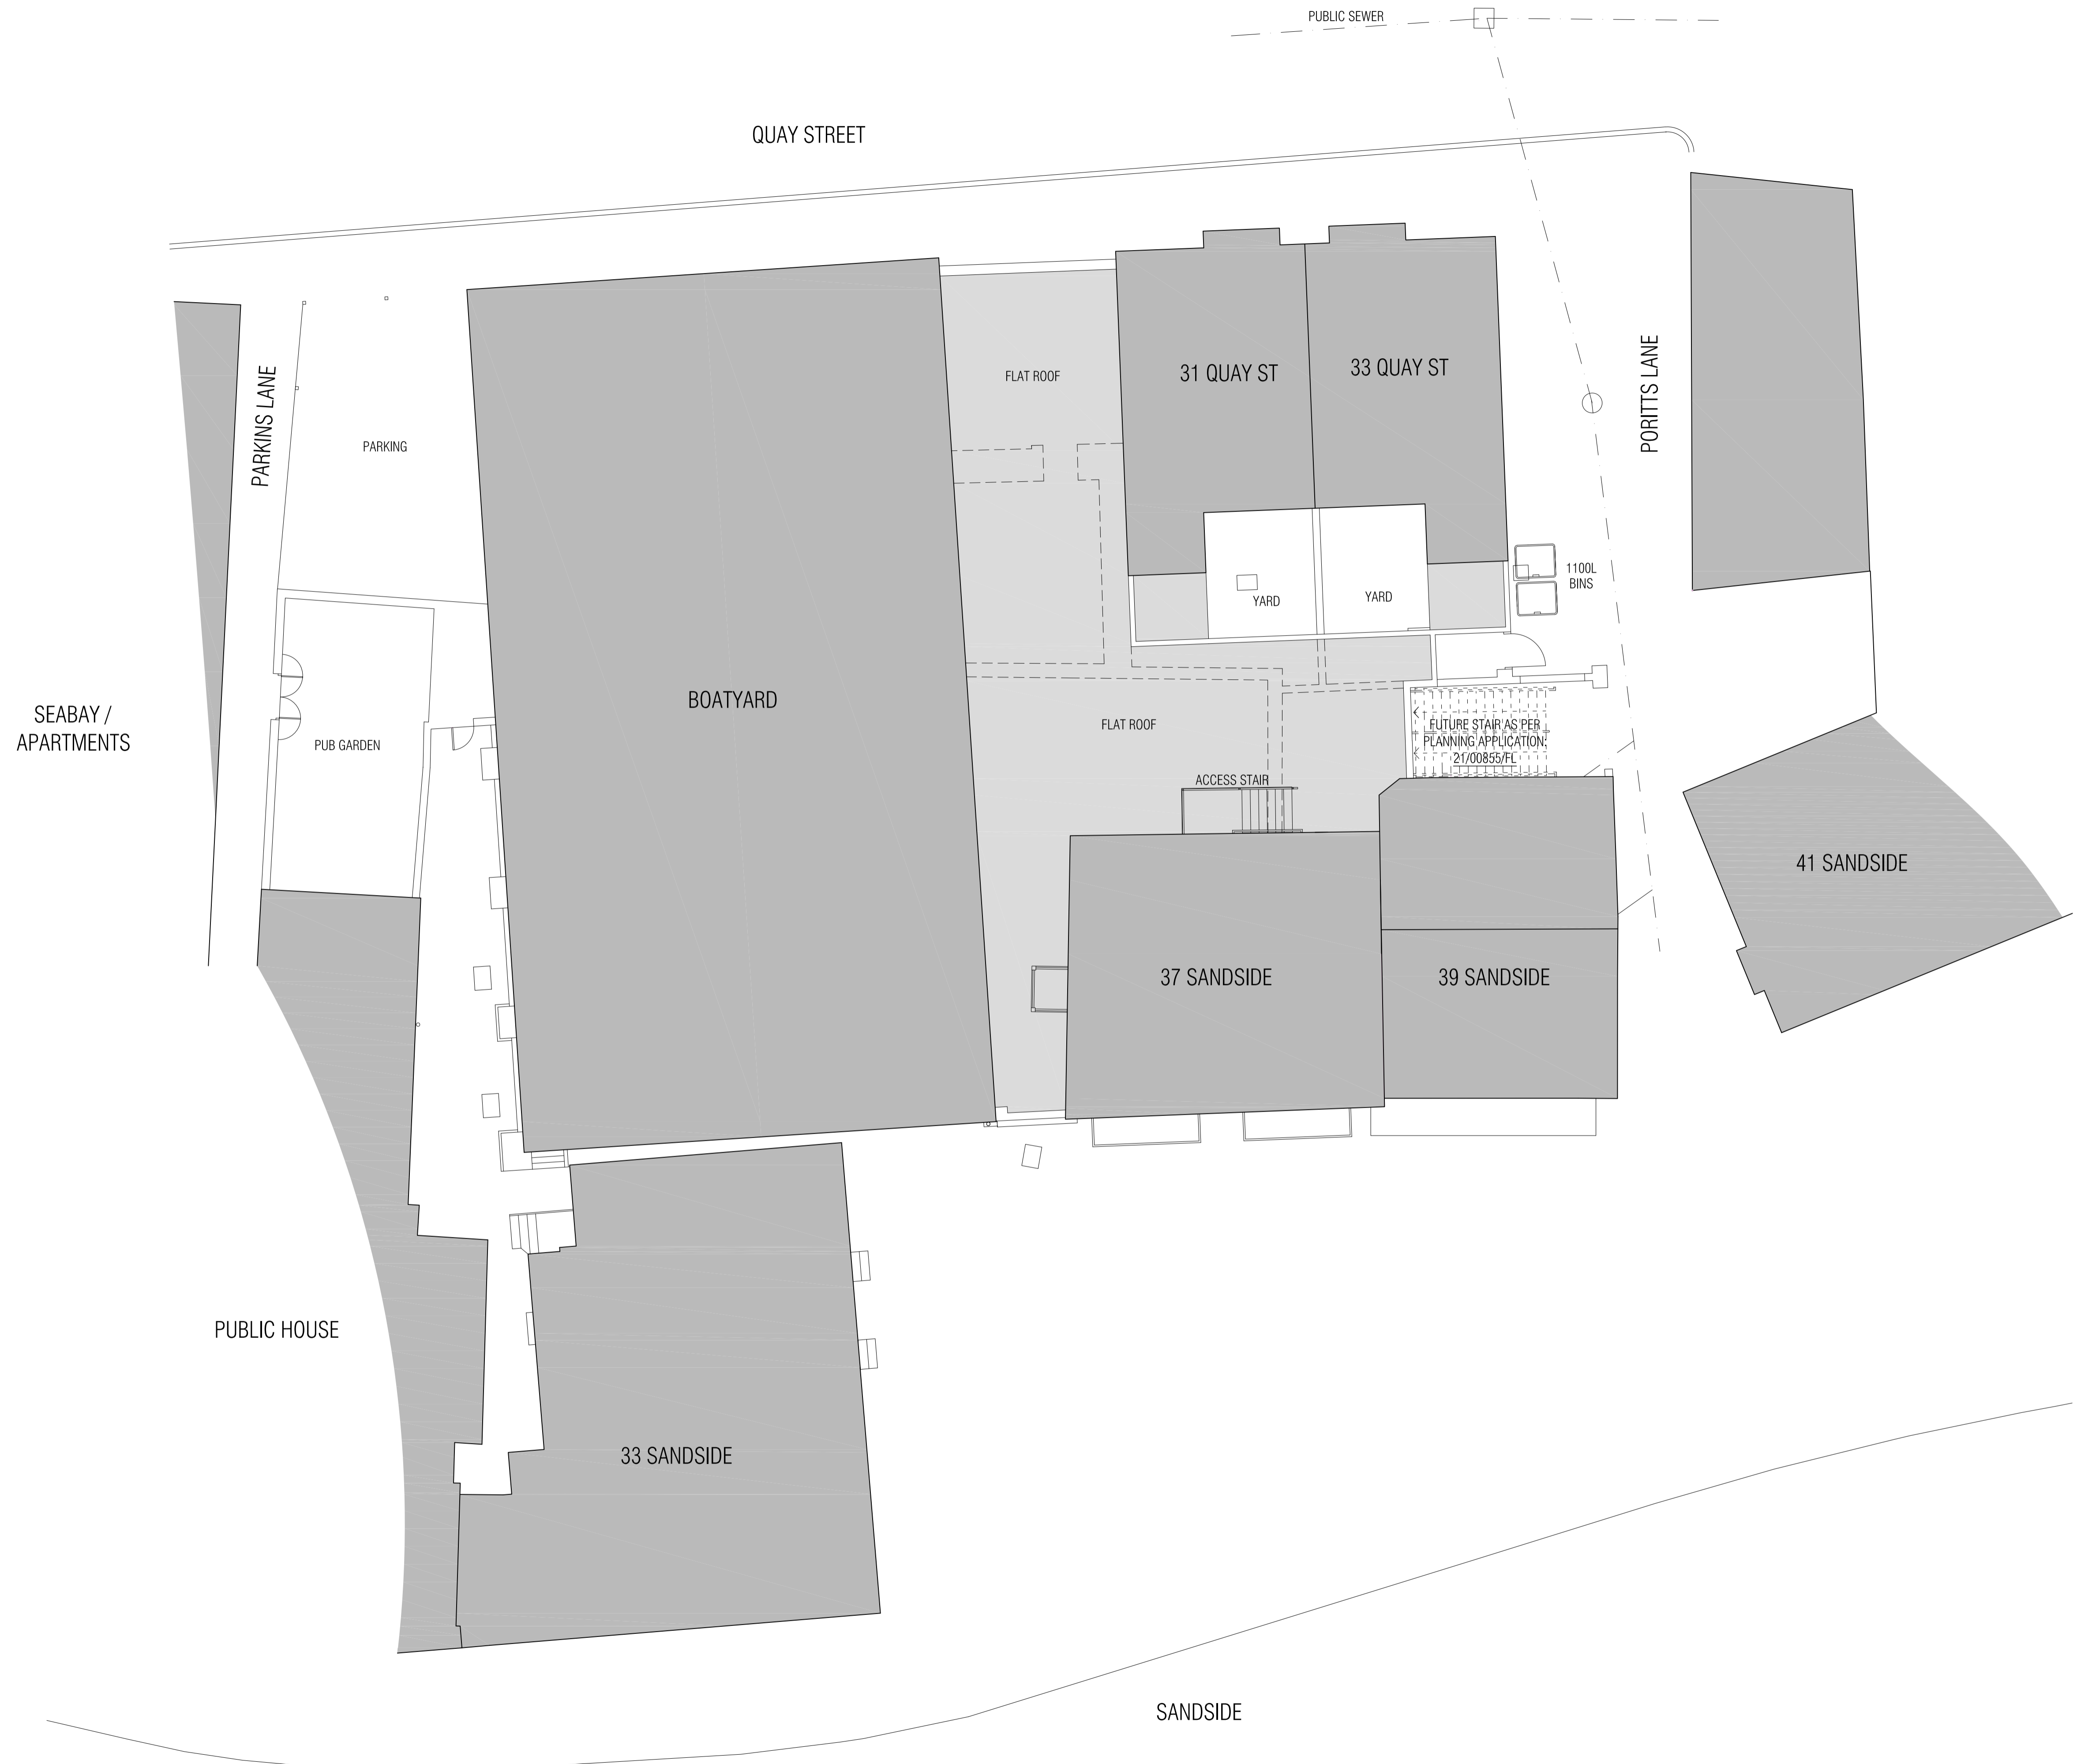 PUBLIC SEWER
QUAY STREET
31 QUAY ST
33 QUAY ST
PORITTS LANE
PARKINS LANE
FLAT ROOF
PARKING
1100L
BINS
YARD
YARD
BOATYARD
SEABAY /
APARTMENTS
PUB GARDEN
FLAT ROOF
FUTURE STAIR AS PER
PLANNING APPLICATION:
21/00855/FL
ACCESS STAIR
41 SANDSIDE
37 SANDSIDE
39 SANDSIDE
PUBLIC HOUSE
33 SANDSIDE
SANDSIDE